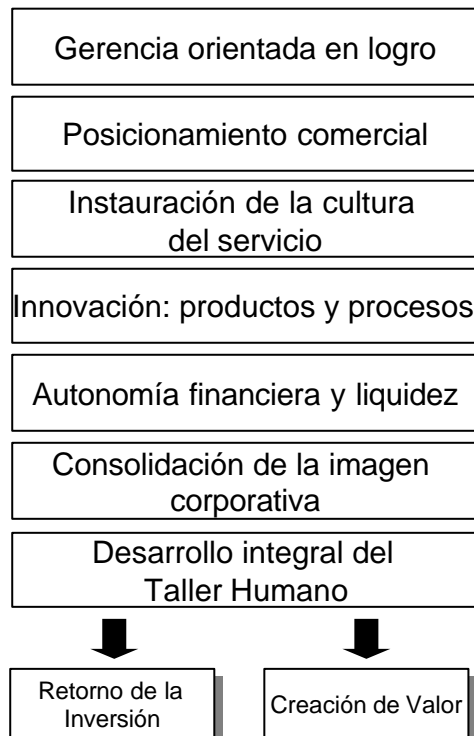 Gerencia orientada en logro
Posicionamiento comercial
Instauración de la cultura
del servicio
Innovación: productos y procesos
Autonomía financiera y liquidez
Consolidación de la imagen
corporativa
Desarrollo integral del
Taller Humano
Retorno de la
Inversión
Creación de Valor